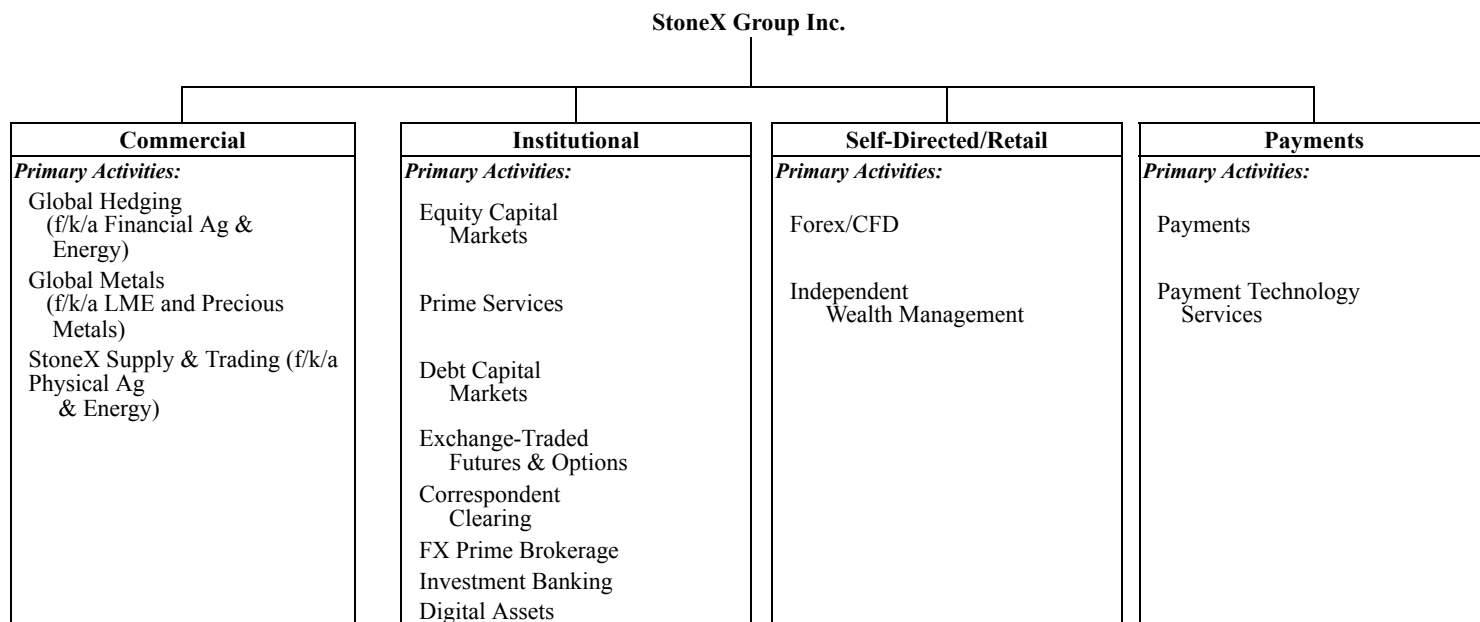 StoneX Group Inc.
Commercial
Primary Activities:
Global Hedging
(f/k/a Financial Ag &
Energy)
Global Metals
(f/k/a LME and Precious
Metals)
StoneX Supply & Trading (f/k/a
Physical Ag
& Energy)
Institutional
Primary Activities:
Equity Capital
Markets
Prime Services
Debt Capital
Markets
Exchange-Traded
Futures & Options
Correspondent
Clearing
FX Prime Brokerage
Investment Banking
Digital Assets
Self-Directed/Retail
Primary Activities:
Forex/CFD
Independent
Wealth Management
Payments
Primary Activities:
Payments
Payment Technology
Services